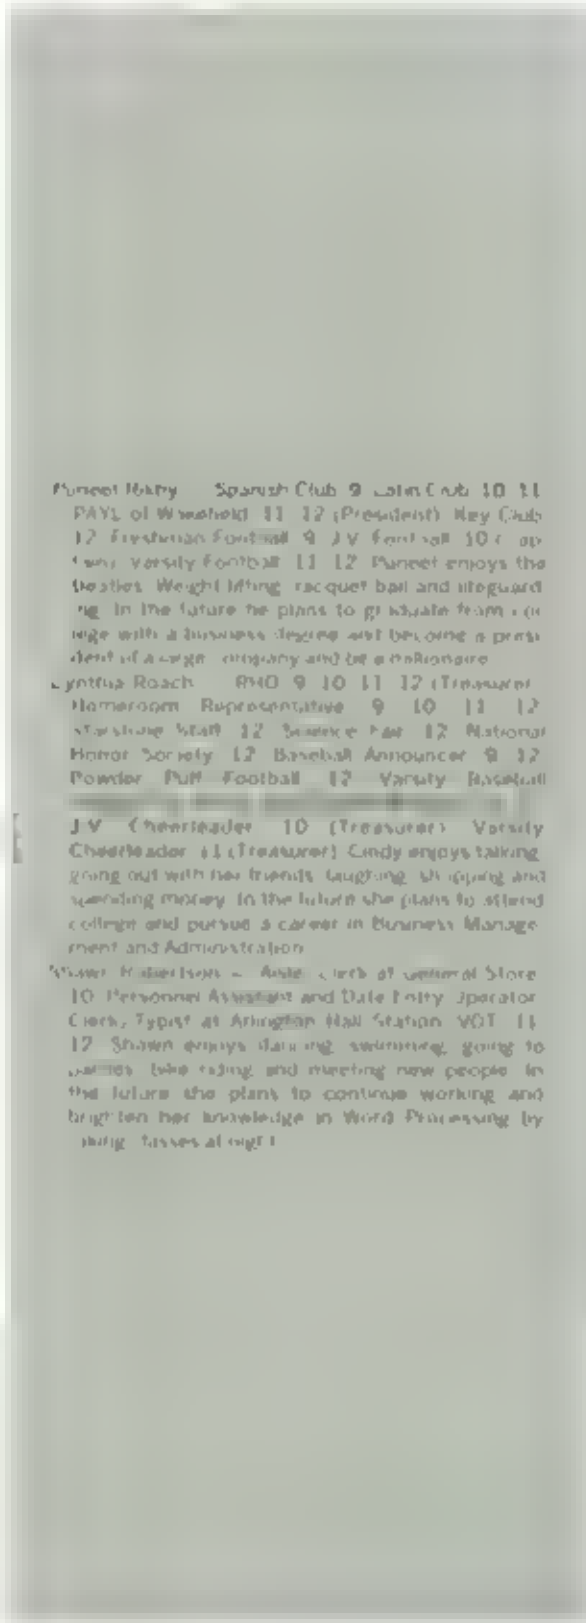 Puneet Spanish Club 9 Latin Club 10 11
PAYL of Wheaton 11 12 (President) Key Club
12 Freshman Football 9 J V Football 10
Varsity Football 11 12 Puneet enjoys the
Beatles Weight lifting racquet ball and lifeguard
ing In the future he plans to graduate from col
lege with a business degree and become a presi
dent of a large company and be a millionaire
Cynthia Roach RHO 9 10 11 12 (Treasurer
Homeroom Representative 9 10 11 12
Staff 12 Science Fair 12 National
Honor Society 12 Baseball Announcer 9 12
Powder Puff Football 12 Varsity Baseball
J V Cheerleader 10 (Treasurer) Varsity
Cheerleader 11 (Treasurer) Cindy enjoys talking
going out with her friends laughing shopping and
spending money In the future she plans to attend
college and pursue a career in Business Manage
ment and Administration
Shawn Robertson Clerk at General Store
10 Personnel Assistant and Data Entry Operator
Clerk, Typist at Arlington Hall Station VOT 11
12 Shawn enjoys dancing swimming going to
parties bike riding and meeting new people In
the future she plans to continue working and
brighten her knowledge in Word Processing by
taking classes at night